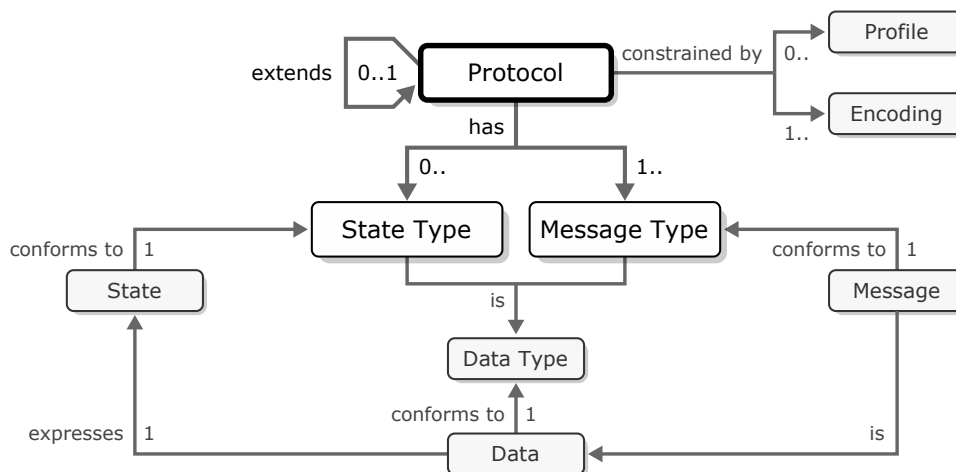 Profile
constrained by
0..
extends
0..1
Protocol
Encoding
1..
has
0..
1..
State Type
Message Type
conforms to
1
conforms to
1
State
Message
is
Data Type
conforms to
1
expresses
1
is
Data